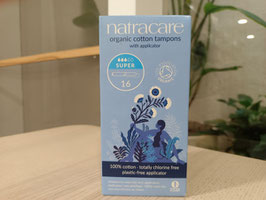 natracare
organic cotton tampons
with applicator
SUPER
16
100% cotton · totally chlorine free
plastic-free applicator